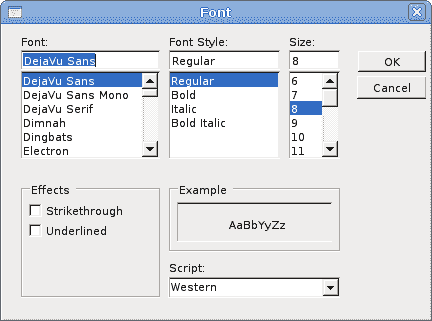 Font
Font: Font Style: Size:
DejaVu Sans Regular 8 OK
DejaVu Sans Regular 6
DejaVu Sans Mono Bold 7 Cancel
DejaVu Serif Italic 8
Dimnah Bold Italic 9
Dingbats 10
Electron 11
Effects Example
Strikethrough
Underlined AaBbYyZz
Script:
Western